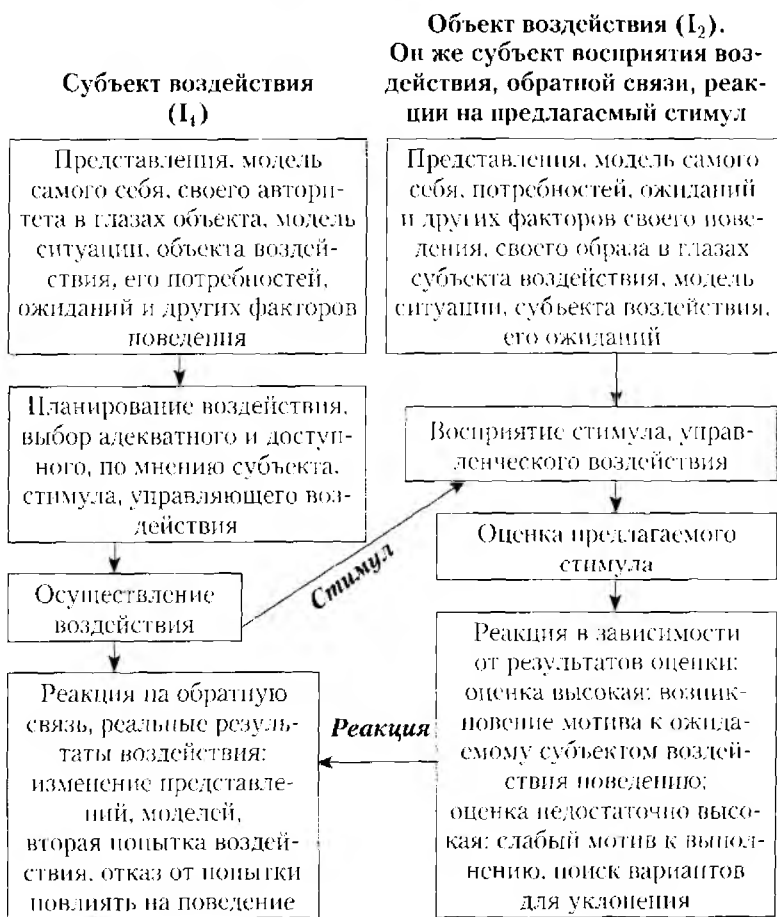 Субъект воздействия
(I₁)
Представления, модель
самого себя, своего автори-
тета в глазах объекта, модель
ситуации, объекта воздей-
ствия, его потребностей,
ожиданий и других факторов
поведения
Планирование воздействия,
выбор адекватного и доступ-
ного, по мнению субъекта,
стимула, управляющего воз-
действия
Осуществление
воздействия
Реакция на обратную
связь, реальные резуль-
таты воздействия:
изменение представле-
ний, моделей,
вторая попытка воздей-
ствия, отказ от попытки
повлиять на поведение
Стимул
Реакция
Объект воздействия (I₂).
Он же субъект восприятия воз-
действия, обратной связи, реак-
ции на предлагаемый стимул
Представления, модель самого
себя, потребностей, ожиданий
и других факторов своего пове-
дения, своего образа в глазах
субъекта воздействия, модель
ситуации, субъекта воздействия,
его ожиданий
Восприятие стимула, управ-
ленческого воздействия
Оценка предлагаемого
стимула
Реакция в зависимости
от результатов оценки:
оценка высокая: возник-
новение мотива к ожида-
емому субъектом воздей-
ствия поведению;
оценка недостаточно высо-
кая: слабый мотив к выпол-
нению, поиск вариантов
для уклонения